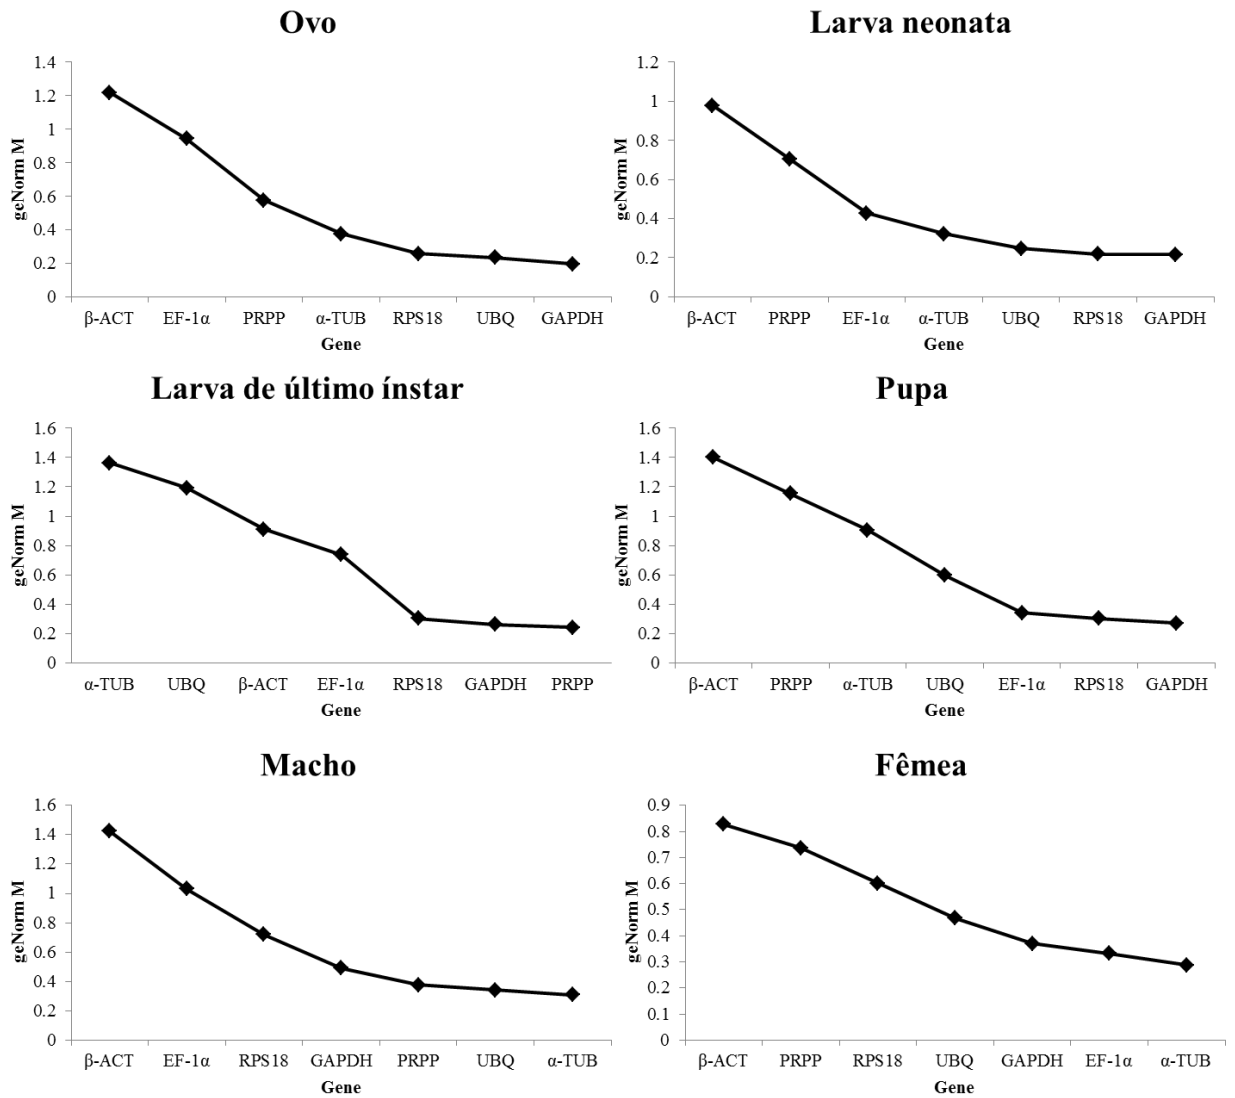 Ovo
1.4
1.2
1
0.8
0.6
0.4
0.2
0
geNorm M
β-ACT EF-1α PRPP α-TUB RPS18 UBQ GAPDH
Gene
Larva neonata
1.2
1
0.8
0.6
0.4
0.2
0
geNorm M
β-ACT PRPP EF-1α α-TUB UBQ RPS18 GAPDH
Gene
Larva de último ínstar
1.6
1.4
1.2
1
0.8
0.6
0.4
0.2
0
geNorm M
α-TUB UBQ β-ACT EF-1α RPS18 GAPDH PRPP
Gene
Pupa
1.6
1.4
1.2
1
0.8
0.6
0.4
0.2
0
geNorm M
β-ACT PRPP α-TUB UBQ EF-1α RPS18 GAPDH
Gene
Macho
1.6
1.4
1.2
1
0.8
0.6
0.4
0.2
0
geNorm M
β-ACT EF-1α RPS18 GAPDH PRPP UBQ α-TUB
Gene
Fêmea
0.9
0.8
0.7
0.6
0.5
0.4
0.3
0.2
0.1
0
geNorm M
β-ACT PRPP RPS18 UBQ GAPDH EF-1α α-TUB
Gene